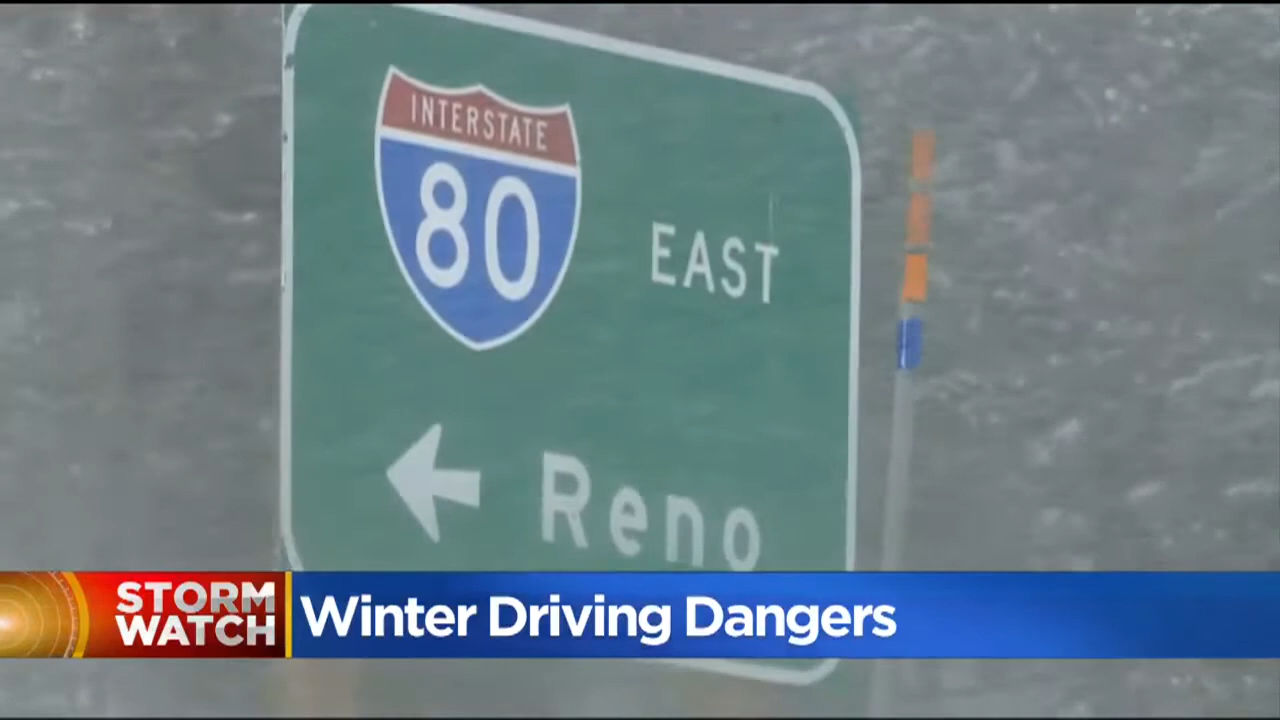 INTERSTATE
80
EAST
Reno
STORM
WATCH
Winter Driving Dangers